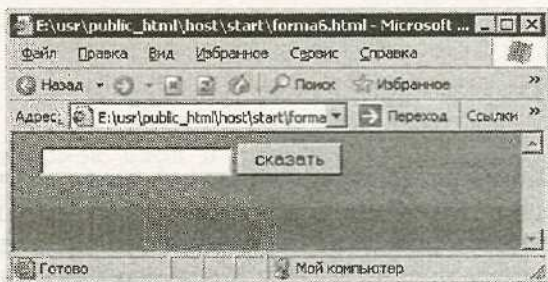 E:\usr\public_html\host\start\forma6.html - Microsoft ...
Файл Правка Вид Избранное Сервис Справка
Назад Поиск Избранное »
Адрес: E:\usr\public_html\host\start\forma Переход Ссылки »
сказать
Готово Мой компьютер